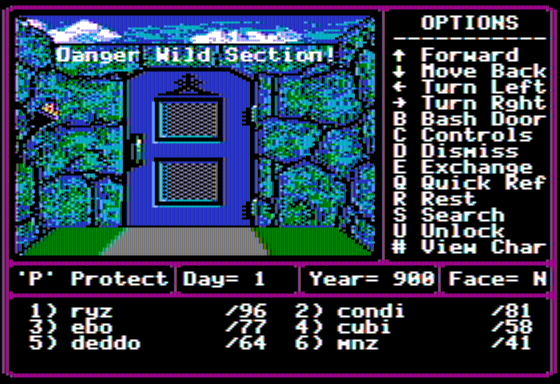 Danger Wild Section!
OPTIONS
------------
↑ Forward
↓ Move Back
← Turn Left
→ Turn Rght
B Bash Door
C Controls
D Dismiss
E Exchange
Q Quick Ref
R Rest
S Search
U Unlock
# View Char
'P' Protect Day= 1 Year= 900 Face= N
1) ryz /96 2) condi /81
3) ebo /77 4) cubi /58
5) deddo /64 6) mnz /41